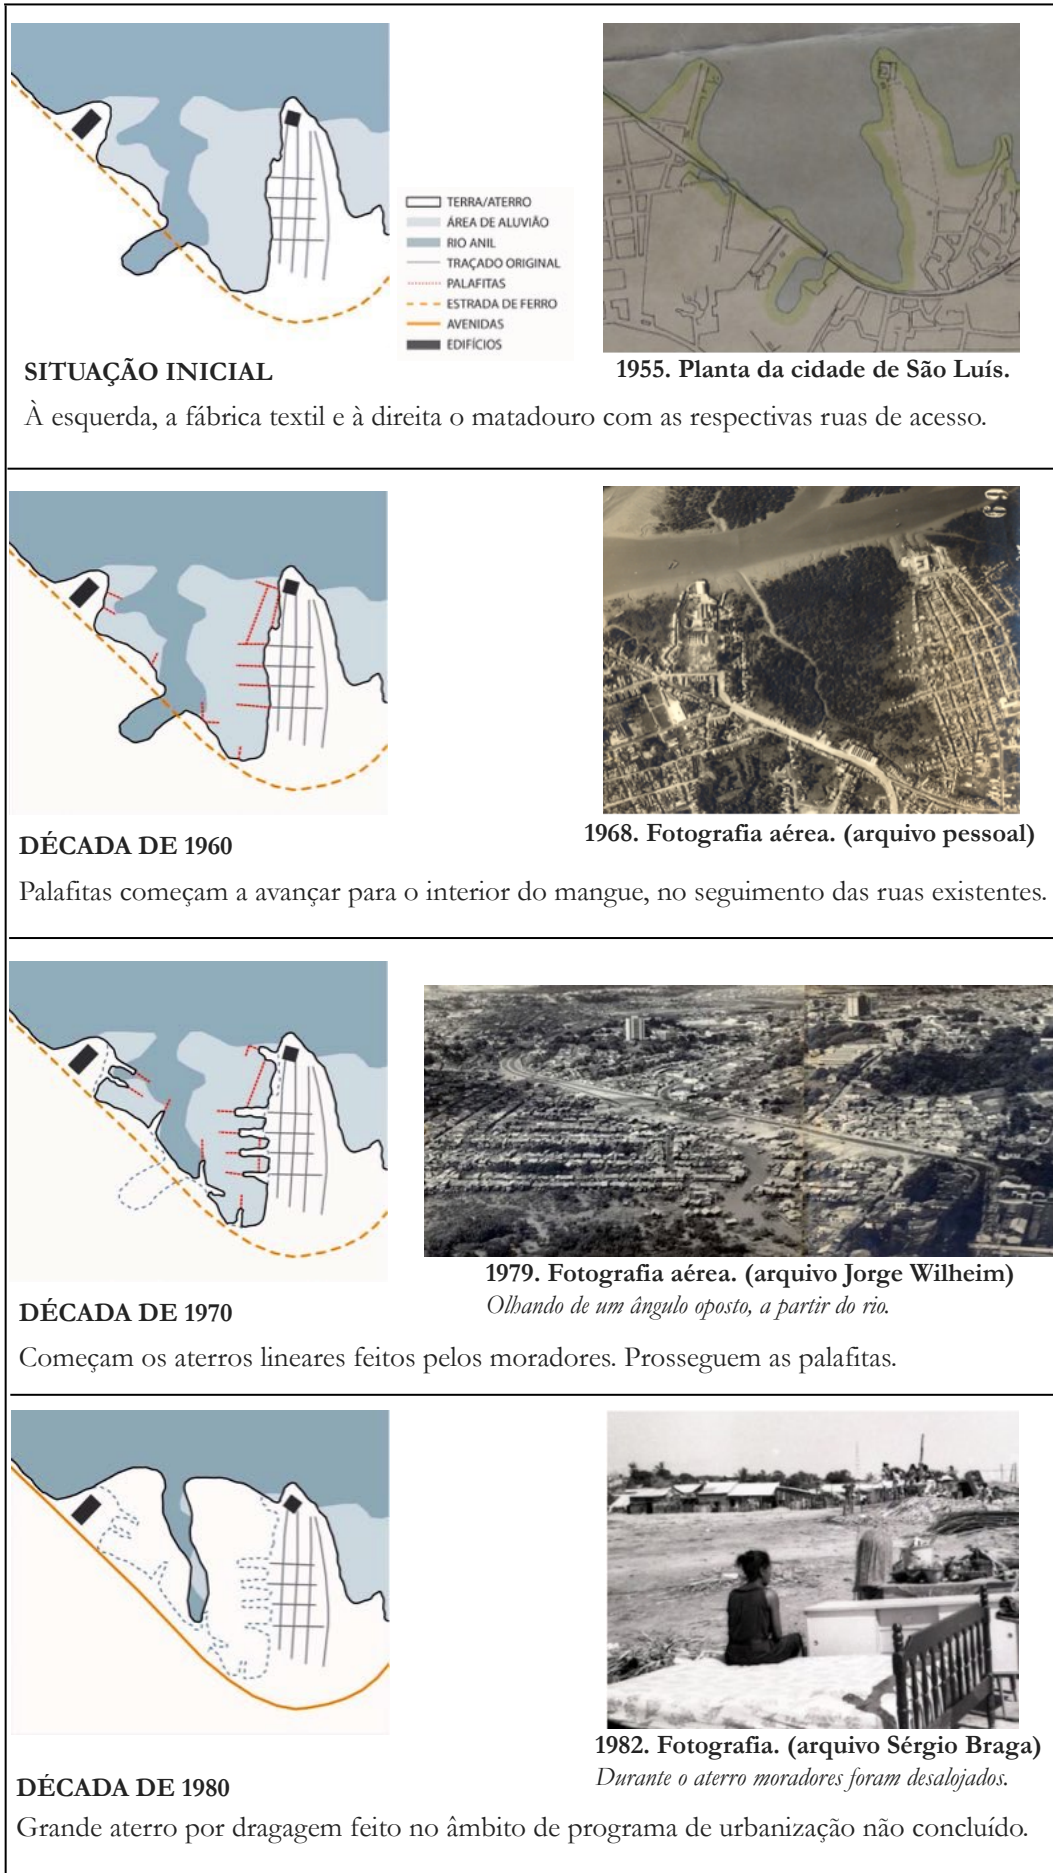 TERRA/ATERRO
ÁREA DE ALUVIÃO
RIO ANIL
TRAÇADO ORIGINAL
PALAFITAS
ESTRADA DE FERRO
AVENIDAS
EDIFÍCIOS
SITUAÇÃO INICIAL
1955. Planta da cidade de São Luís.
À esquerda, a fábrica textil e à direita o matadouro com as respectivas ruas de acesso.
69
DÉCADA DE 1960
1968. Fotografia aérea. (arquivo pessoal)
Palafitas começam a avançar para o interior do mangue, no seguimento das ruas existentes.
1979. Fotografia aérea. (arquivo Jorge Wilheim)
Olhando de um ângulo oposto, a partir do rio.
DÉCADA DE 1970
Começam os aterros lineares feitos pelos moradores. Prosseguem as palafitas.
1982. Fotografia. (arquivo Sérgio Braga)
Durante o aterro moradores foram desalojados.
DÉCADA DE 1980
Grande aterro por dragagem feito no âmbito de programa de urbanização não concluído.